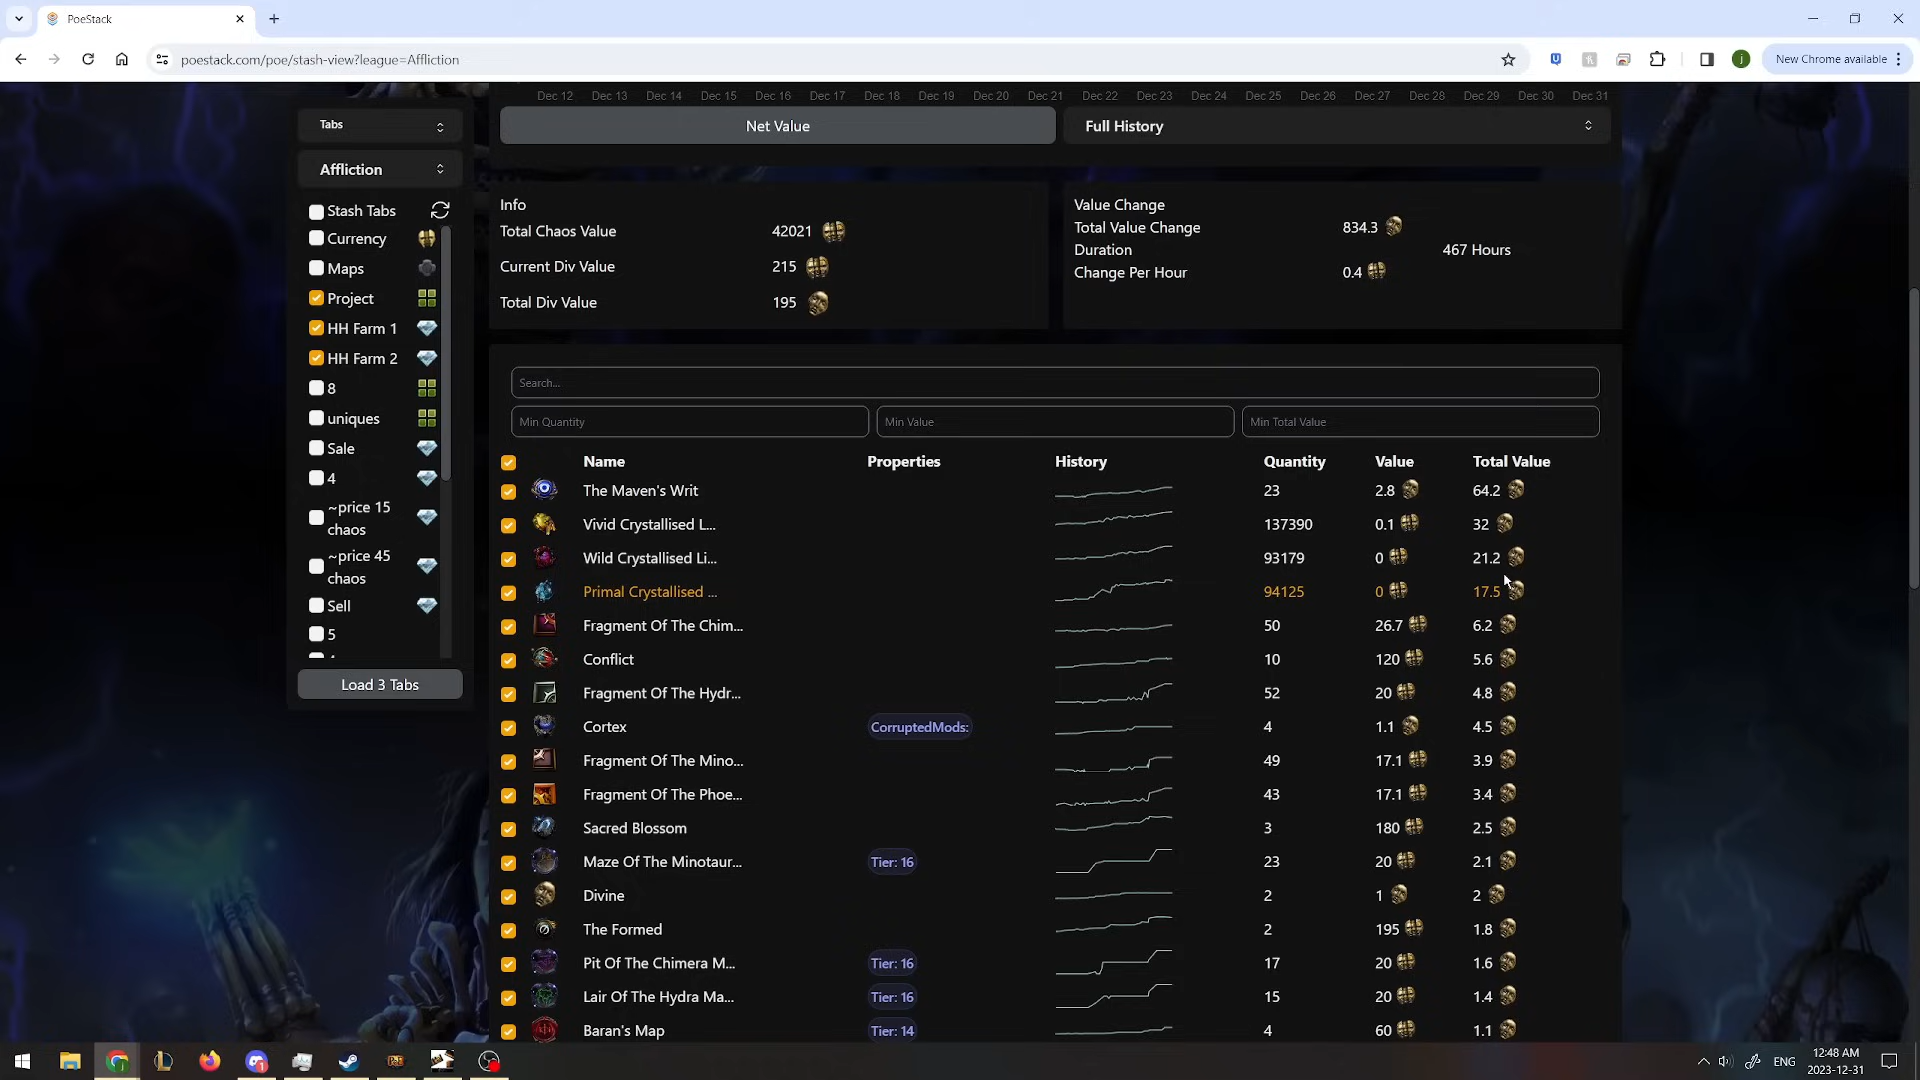 PoeStack
poestack.com/poe/stash-view?league=Affliction
New Chrome available
Dec 12 Dec 13 Dec 14 Dec 15 Dec 16 Dec 17 Dec 18 Dec 19 Dec 20 Dec 21 Dec 22 Dec 23 Dec 24 Dec 25 Dec 26 Dec 27 Dec 28 Dec 29 Dec 30 Dec 31
Net Value
Full History
Tabs
Affliction
Stash Tabs
Currency
Maps
Project
HH Farm 1
HH Farm 2
8
uniques
Sale
4
~price 15
chaos
~price 45
chaos
Sell
5
Load 3 Tabs
Info
Total Chaos Value 42021
Current Div Value 215
Total Div Value 195
Value Change
Total Value Change 834.3
Duration 467 Hours
Change Per Hour 0.4
Search...
Min Quantity
Min Value
Min Total Value
Name Properties History Quantity Value Total Value
The Maven's Writ 23 2.8 64.2
Vivid Crystallised L... 137390 0.1 32
Wild Crystallised Li... 93179 0 21.2
Primal Crystallised ... 94125 0 17.5
Fragment Of The Chim... 50 26.7 6.2
Conflict 10 120 5.6
Fragment Of The Hydr... 52 20 4.8
Cortex CorruptedMods: 4 1.1 4.5
Fragment Of The Mino... 49 17.1 3.9
Fragment Of The Phoe... 43 17.1 3.4
Sacred Blossom 3 180 2.5
Maze Of The Minotaur... Tier: 16 23 20 2.1
Divine 2 1 2
The Formed 2 195 1.8
Pit Of The Chimera M... Tier: 16 17 20 1.6
Lair Of The Hydra Ma... Tier: 16 15 20 1.4
Baran's Map Tier: 14 4 60 1.1
ENG
12:48 AM
2023-12-31